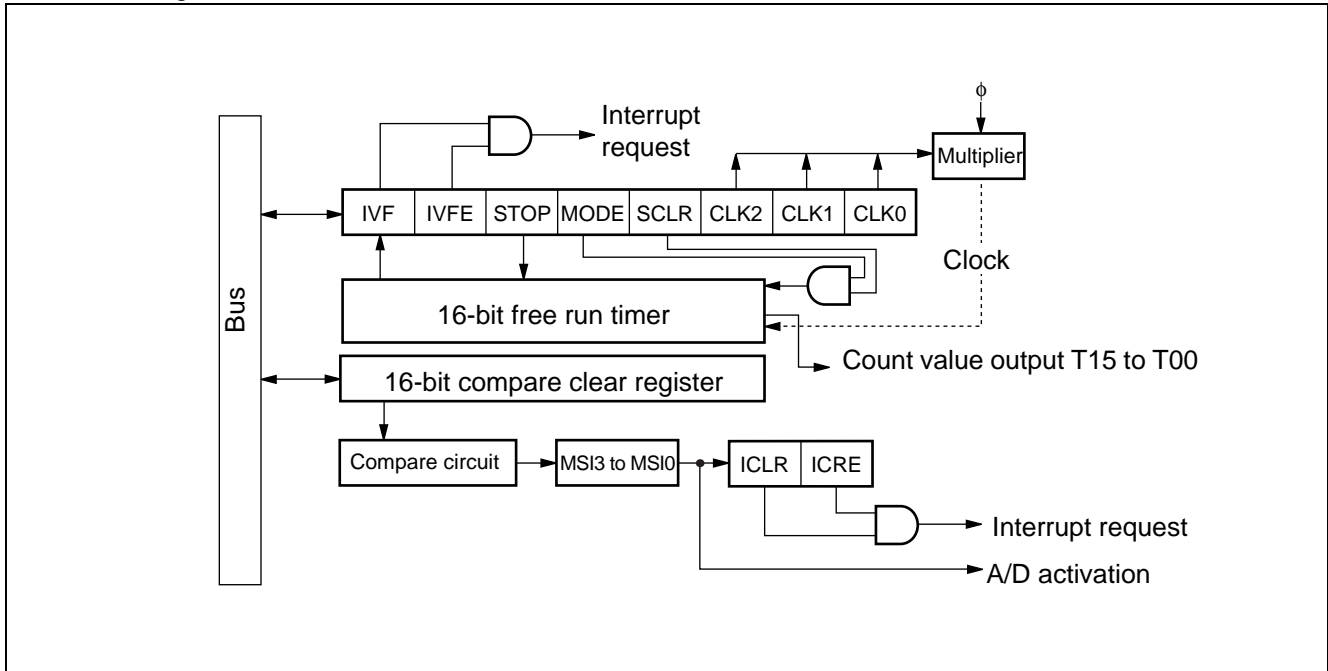 ϕ
Interrupt
request
Multiplier
IVF IVFE STOP MODE SCLR CLK2 CLK1 CLK0
Clock
Bus
16-bit free run timer
Count value output T15 to T00
16-bit compare clear register
Compare circuit MSI3 to MSI0 ICLR ICRE
Interrupt request
A/D activation